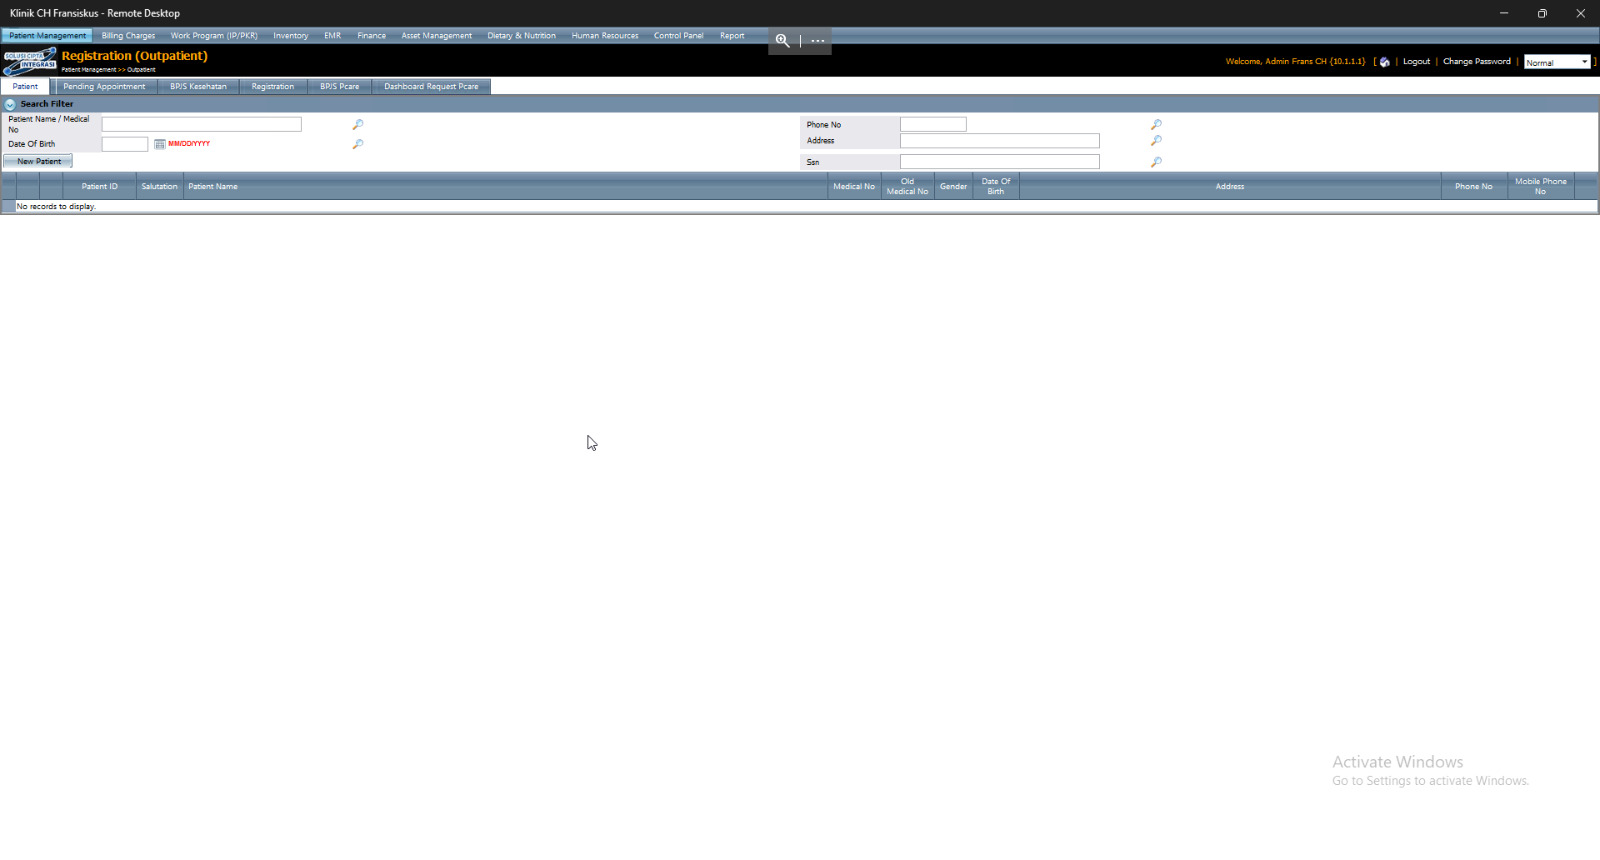 Klinik CH Fransiskus - Remote Desktop
Patient Management Billing Charges Work Program (IP/PKR) Inventory EMR Finance Asset Management Dietary & Nutrition Human Resources Control Panel Report
SOLUSI CIPTA INTEGRASI
Registration (Outpatient)
Patient Management >> Outpatient
Welcome, Admin Frans CH (10.1.1.1) [ | Logout | Change Password | Normal ]
Patient Pending Appointment BPJS Kesehatan Registration BPJS Pcare Dashboard Request Pcare
Search Filter
Patient Name / Medical No
Phone No
Date Of Birth MM/DD/YYYY
Address
New Patient
Ssn
Patient ID Salutation Patient Name Medical No Old Medical No Gender Date Of Birth Address Phone No Mobile Phone No
No records to display.
Activate Windows
Go to Settings to activate Windows.